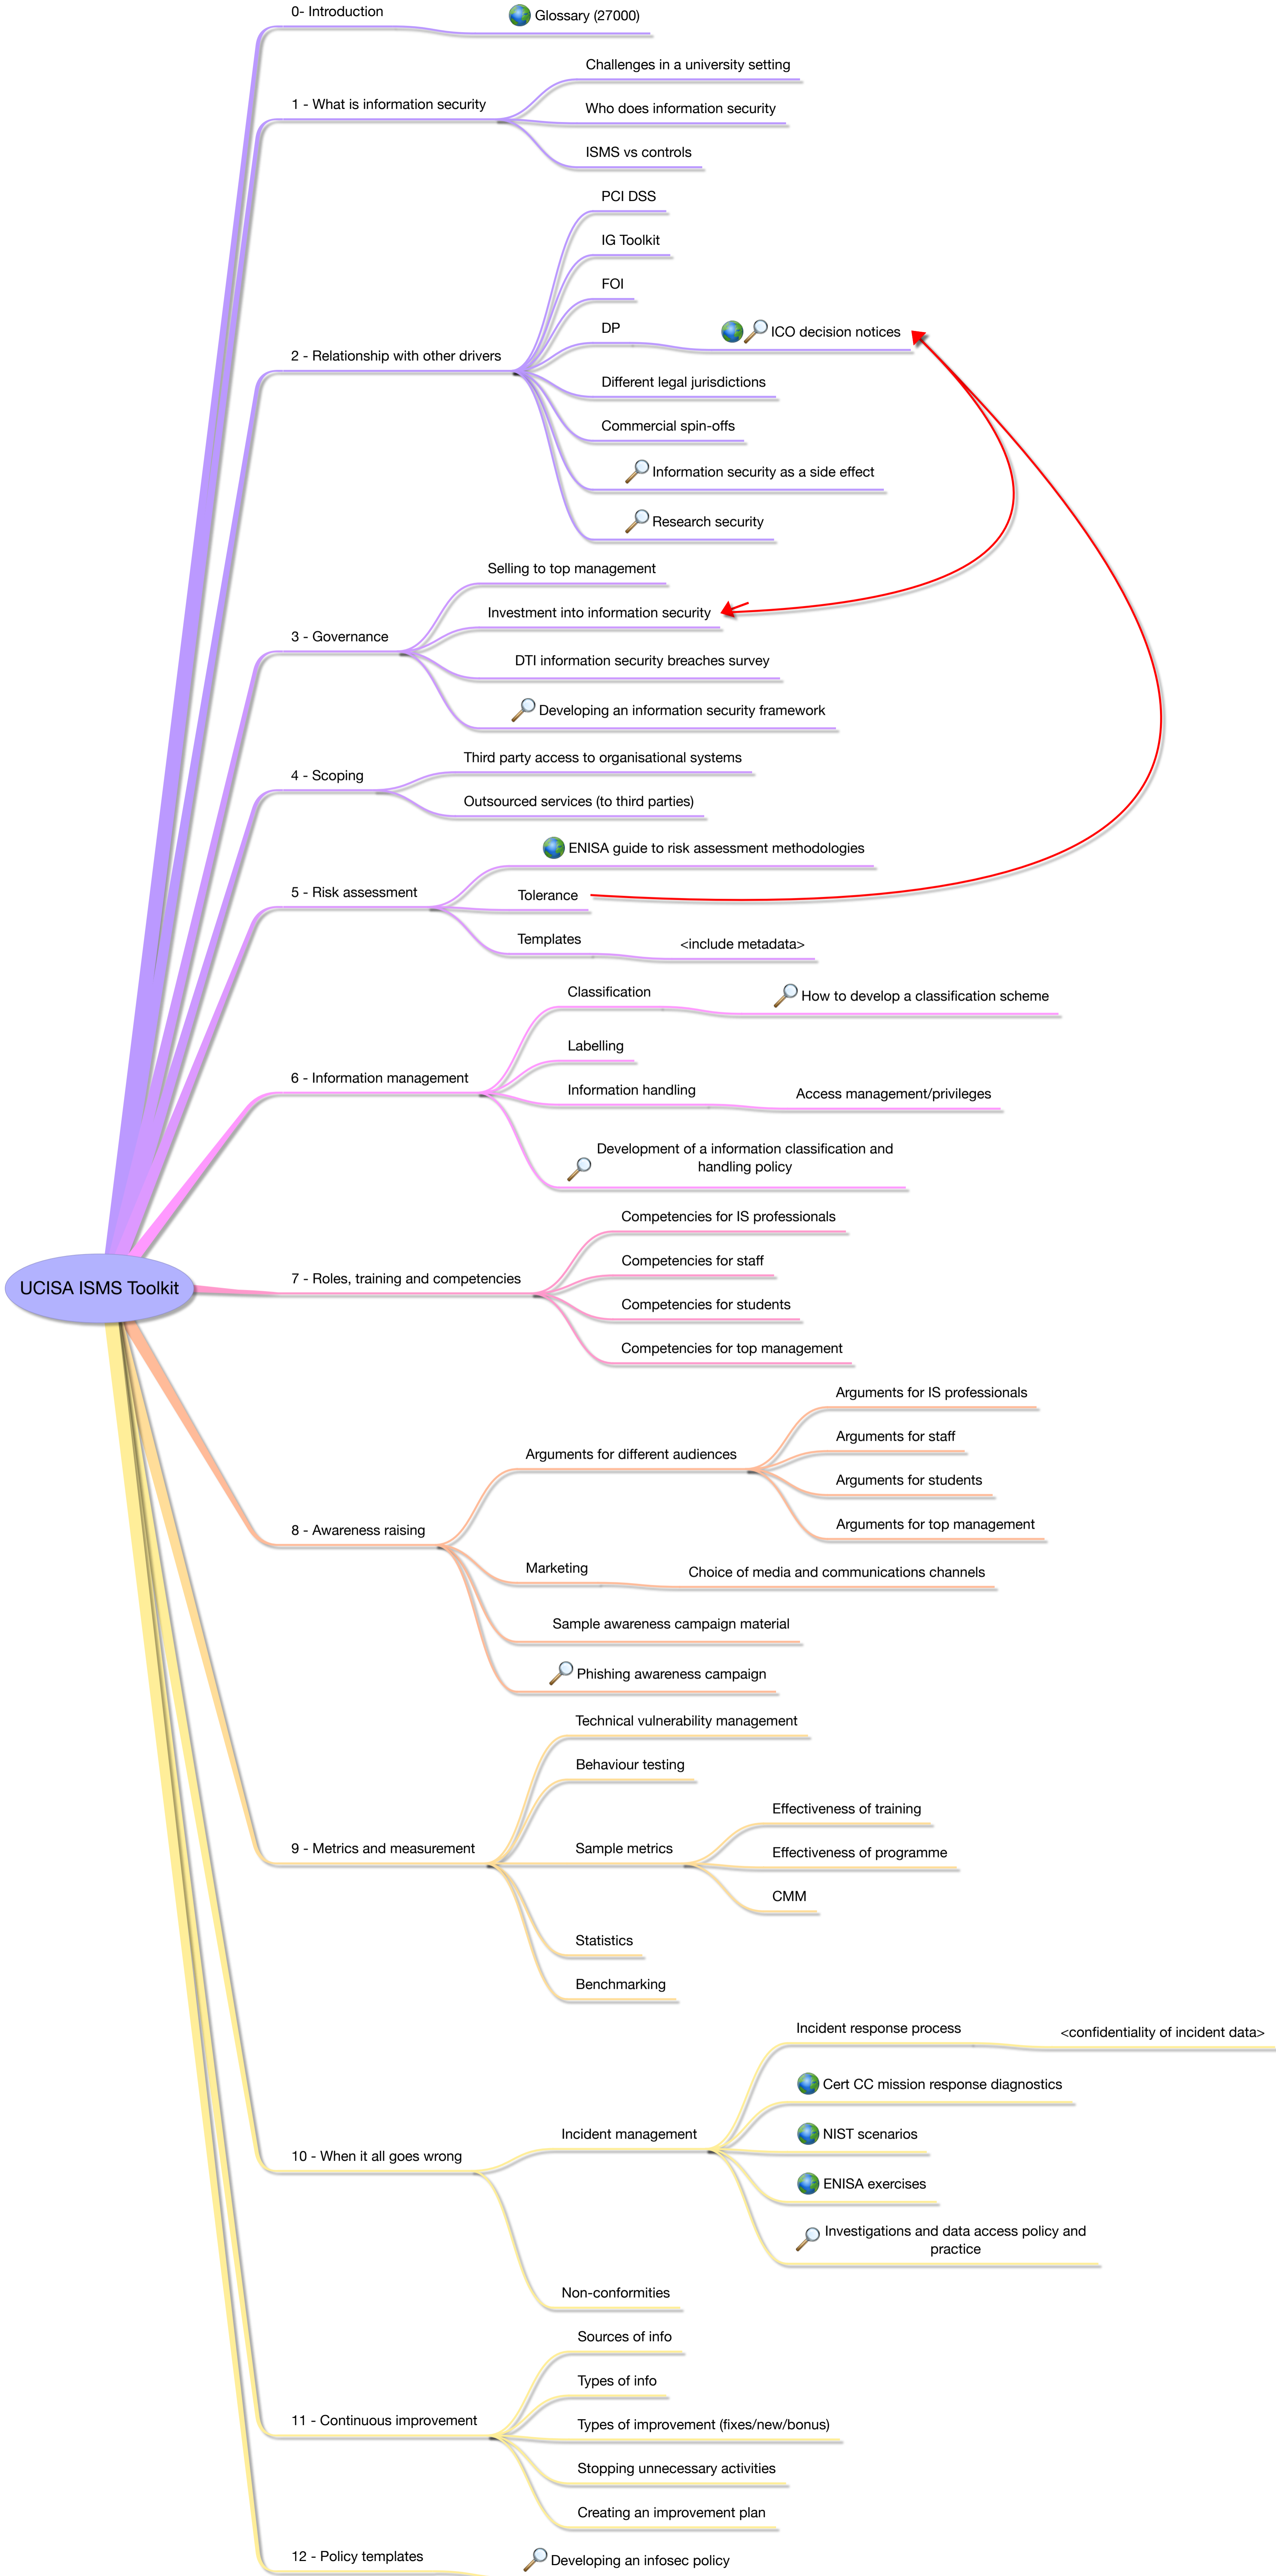 0- Introduction
Glossary (27000)
1 - What is information security
Challenges in a university setting
Who does information security
ISMS vs controls
2 - Relationship with other drivers
PCI DSS
IG Toolkit
FOI
DP
ICO decision notices
Different legal jurisdictions
Commercial spin-offs
Information security as a side effect
Research security
3 - Governance
Selling to top management
Investment into information security
DTI information security breaches survey
Developing an information security framework
4 - Scoping
Third party access to organisational systems
Outsourced services (to third parties)
5 - Risk assessment
ENISA guide to risk assessment methodologies
Tolerance
Templates
<include metadata>
6 - Information management
Classification
How to develop a classification scheme
Labelling
Information handling
Access management/privileges
Development of a information classification and
handling policy
UCISA ISMS Toolkit
7 - Roles, training and competencies
Competencies for IS professionals
Competencies for staff
Competencies for students
Competencies for top management
8 - Awareness raising
Arguments for different audiences
Arguments for IS professionals
Arguments for staff
Arguments for students
Arguments for top management
Marketing
Choice of media and communications channels
Sample awareness campaign material
Phishing awareness campaign
9 - Metrics and measurement
Technical vulnerability management
Behaviour testing
Sample metrics
Effectiveness of training
Effectiveness of programme
CMM
Statistics
Benchmarking
10 - When it all goes wrong
Incident management
Incident response process
<confidentiality of incident data>
Cert CC mission response diagnostics
NIST scenarios
ENISA exercises
Investigations and data access policy and
practice
Non-conformities
11 - Continuous improvement
Sources of info
Types of info
Types of improvement (fixes/new/bonus)
Stopping unnecessary activities
Creating an improvement plan
12 - Policy templates
Developing an infosec policy